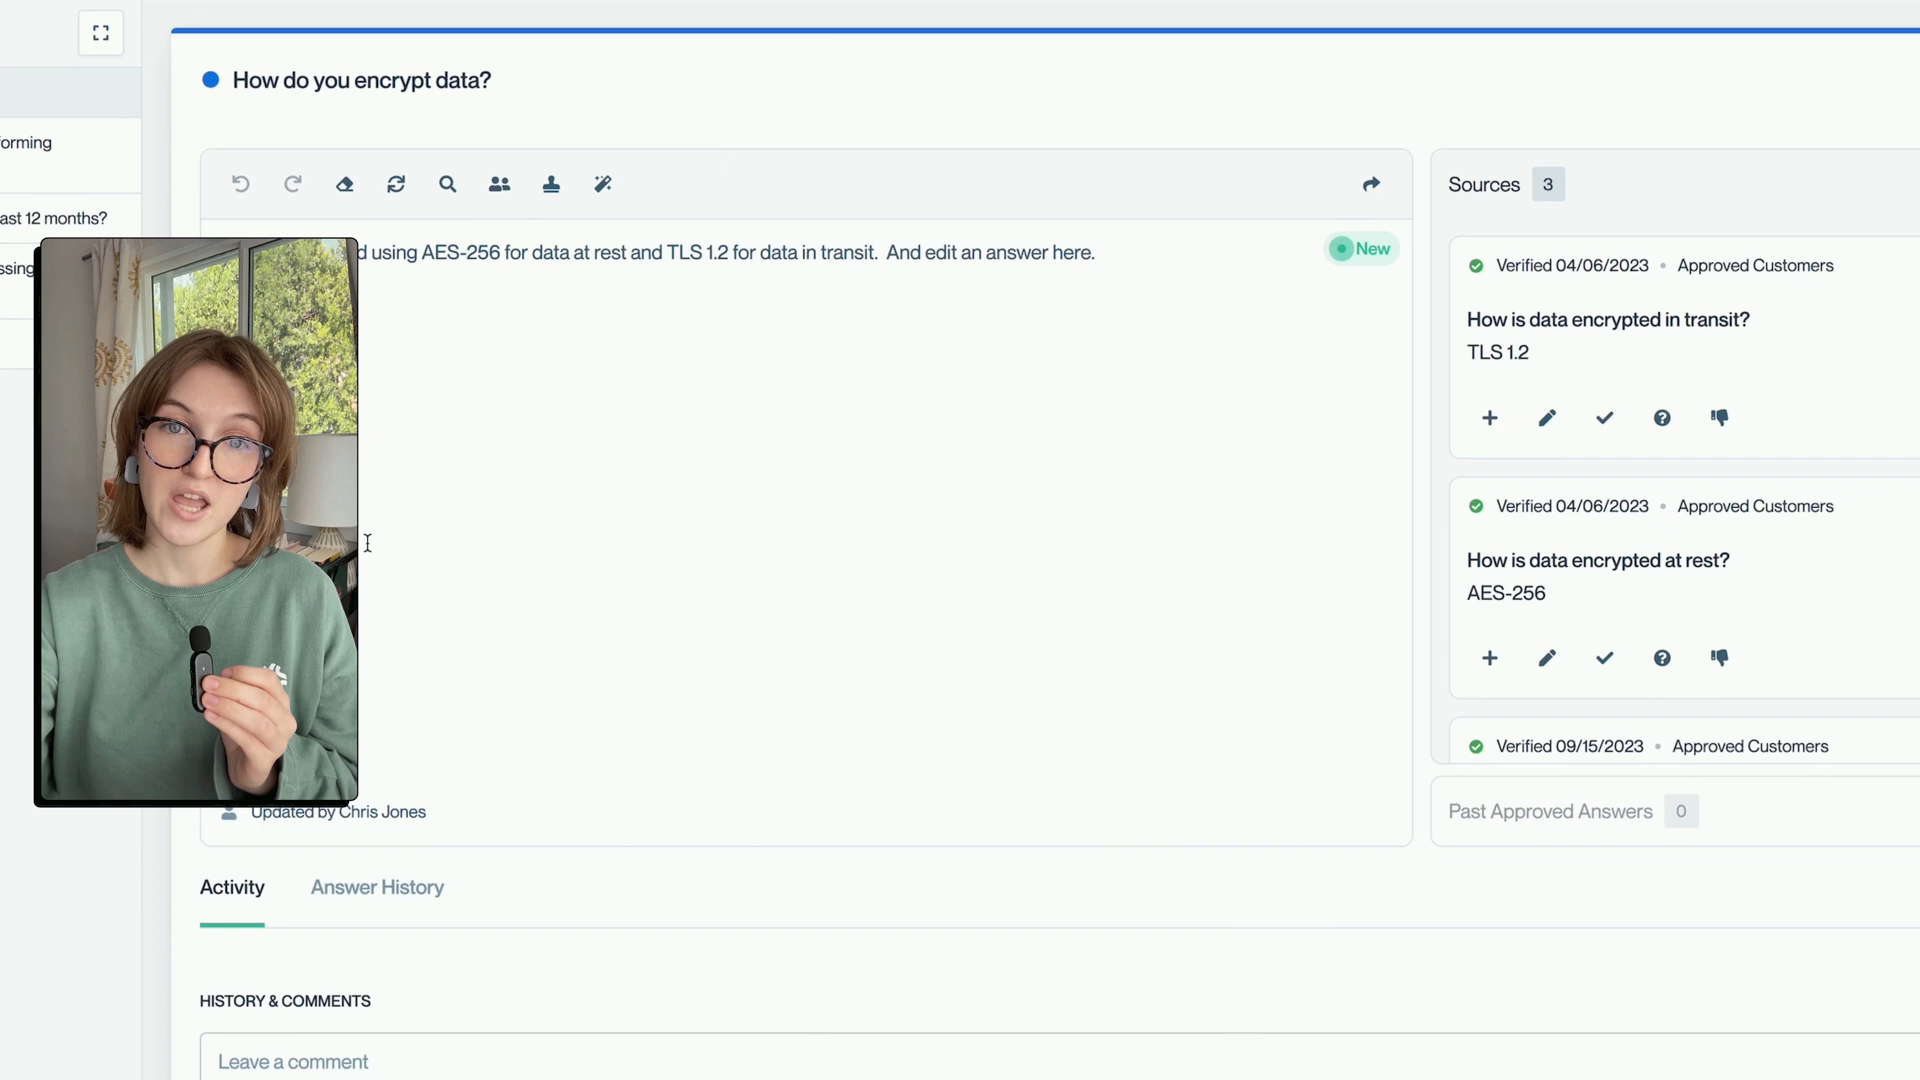 How do you encrypt data?
orming
ast 12 months?
ssing
d using AES-256 for data at rest and TLS 1.2 for data in transit.  And edit an answer here.
New
Updated by Chris Jones
Sources 3
Verified 04/06/2023 • Approved Customers
How is data encrypted in transit?
TLS 1.2
Verified 04/06/2023 • Approved Customers
How is data encrypted at rest?
AES-256
Verified 09/15/2023 • Approved Customers
Past Approved Answers 0
Activity
Answer History
HISTORY & COMMENTS
Leave a comment